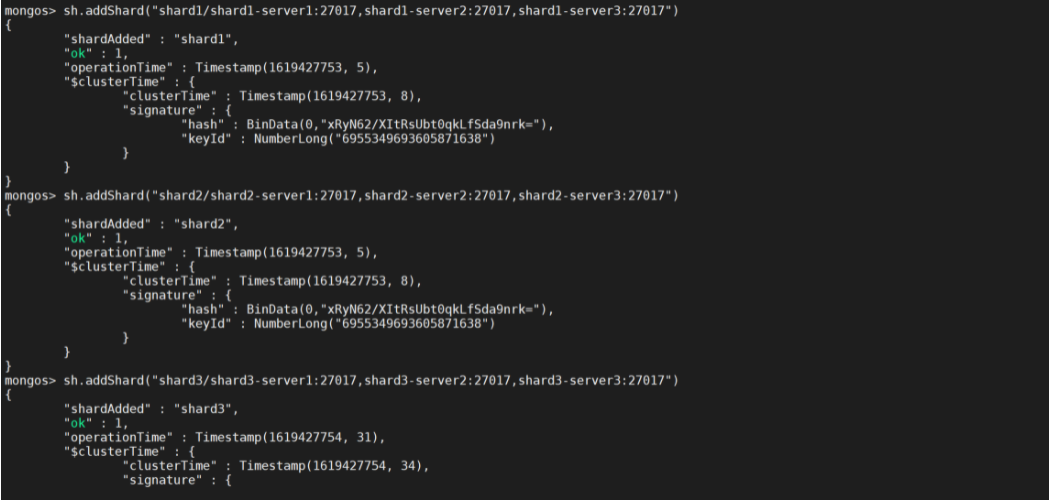 mongos> sh.addShard("shard1/shard1-server1:27017,shard1-server2:27017,shard1-server3:27017")
{
        "shardAdded" : "shard1",
        "ok" : 1,
        "operationTime" : Timestamp(1619427753, 5),
        "$clusterTime" : {
                "clusterTime" : Timestamp(1619427753, 8),
                "signature" : {
                        "hash" : BinData(0,"xRyN62/XItRsUbt0qkLfSda9nrk="),
                        "keyId" : NumberLong("6955349693605871638")
                }
        }
}
mongos> sh.addShard("shard2/shard2-server1:27017,shard2-server2:27017,shard2-server3:27017")
{
        "shardAdded" : "shard2",
        "ok" : 1,
        "operationTime" : Timestamp(1619427753, 5),
        "$clusterTime" : {
                "clusterTime" : Timestamp(1619427753, 8),
                "signature" : {
                        "hash" : BinData(0,"xRyN62/XItRsUbt0qkLfSda9nrk="),
                        "keyId" : NumberLong("6955349693605871638")
                }
        }
}
mongos> sh.addShard("shard3/shard3-server1:27017,shard3-server2:27017,shard3-server3:27017")
{
        "shardAdded" : "shard3",
        "ok" : 1,
        "operationTime" : Timestamp(1619427754, 31),
        "$clusterTime" : {
                "clusterTime" : Timestamp(1619427754, 34),
                "signature" : {